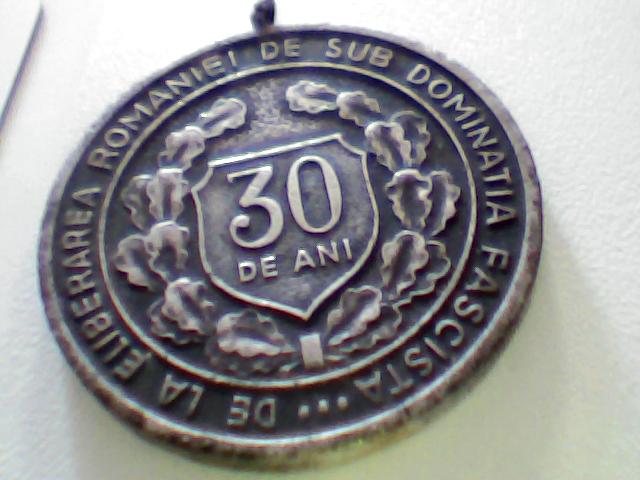 30
DE ANI
DE LA ELIBERAREA ROMANIEI DE SUB DOMINATIA FASCISTA...